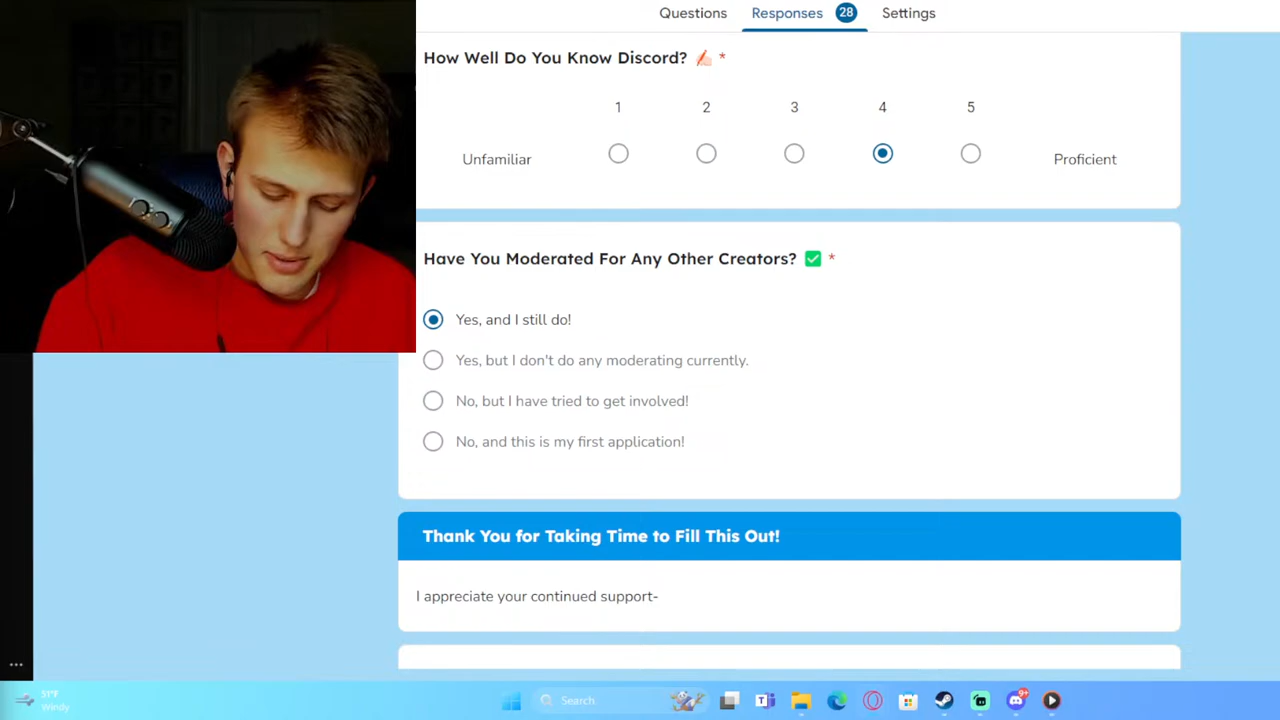 Questions Responses 28 Settings
How Well Do You Know Discord? *
1 2 3 4 5
Unfamiliar Proficient
Have You Moderated For Any Other Creators? *
Yes, and I still do!
Yes, but I don't do any moderating currently.
No, but I have tried to get involved!
No, and this is my first application!
Thank You for Taking Time to Fill This Out!
I appreciate your continued support-
51°F
Windy
Search
9+